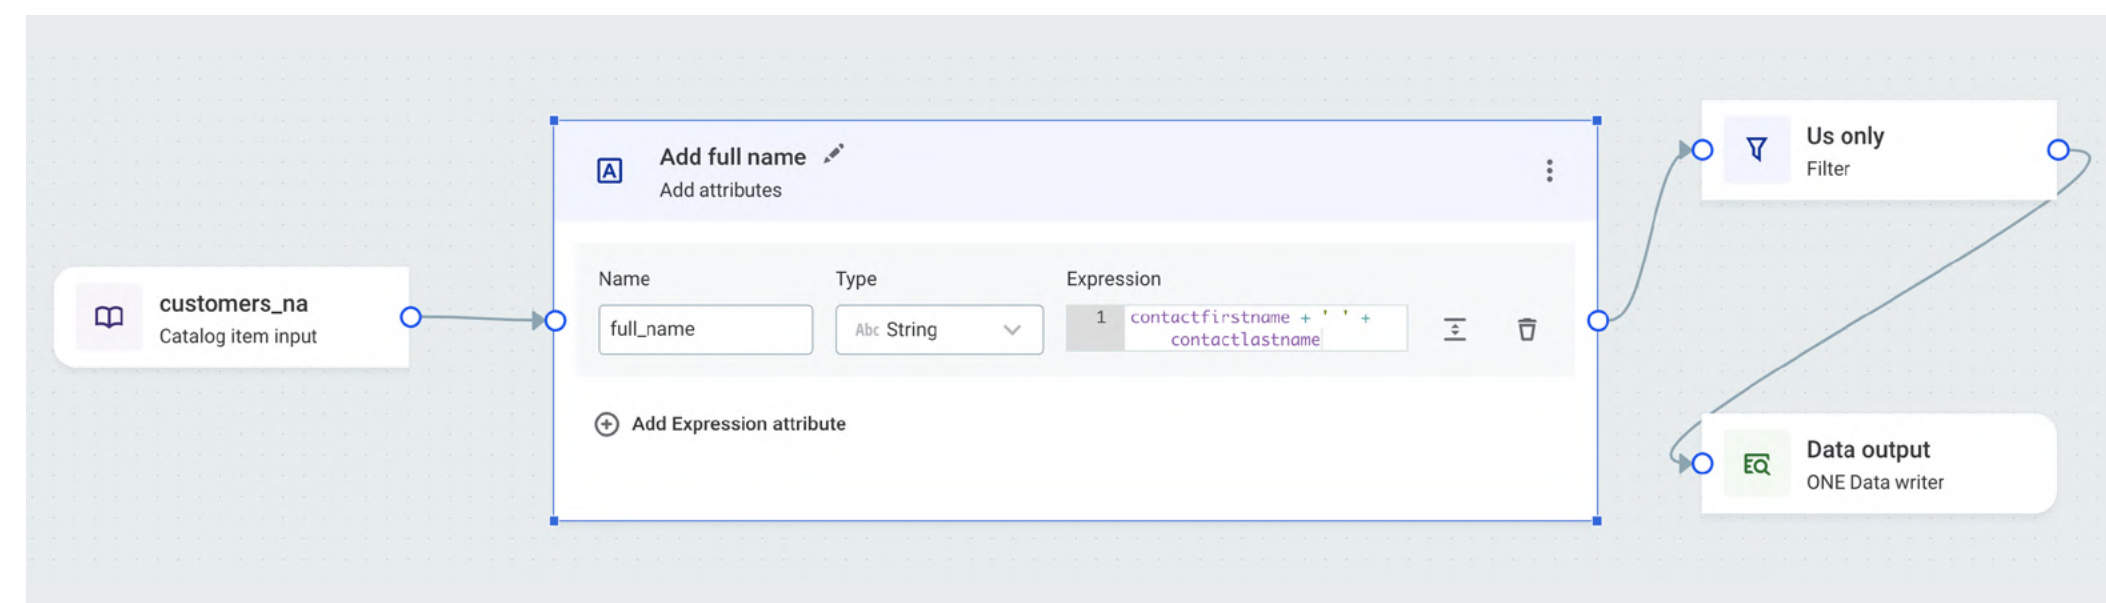 customers_na
Catalog item input
Add full name
Add attributes
Name
Type
Expression
full_name
Abc String
1 contactfirstname + ' ' +
contactlastname
Add Expression attribute
Us only
Filter
Data output
ONE Data writer